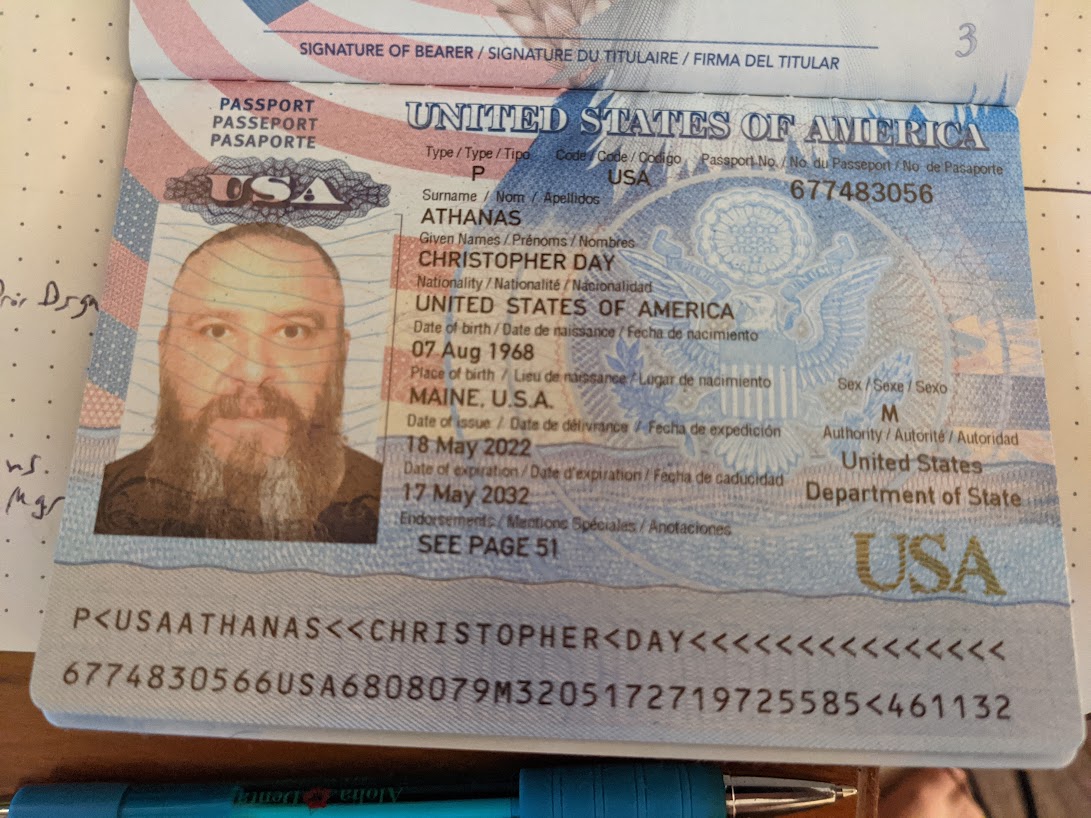 SIGNATURE OF BEARER / SIGNATURE DU TITULAIRE / FIRMA DEL TITULAR
3
PASSPORT
PASSEPORT
PASAPORTE
USA
UNITED STATES OF AMERICA
Type / Type / Tipo Code / Code / Codigo Passport No. / No. du Passeport / No. de Pasaporte
P USA 677483056
Surname / Nom / Apellidos
ATHANAS
Given Names / Prénoms / Nombres
CHRISTOPHER DAY
Nationality / Nationalité / Nacionalidad
UNITED STATES OF AMERICA
Date of birth / Date de naissance / Fecha de nacimiento
07 Aug 1968
Place of birth / Lieu de naissance / Lugar de nacimiento
MAINE, U.S.A.
Sex / Sexe / Sexo
M
Date of issue / Date de délivrance / Fecha de expedición
18 May 2022
Authority / Autorité / Autoridad
United States
Department of State
Date of expiration / Date d'expiration / Fecha de caducidad
17 May 2032
Endorsements / Mentions Spéciales / Anotaciones
SEE PAGE 51
USA
P<USAATHANAS<<CHRISTOPHER<DAY<<<<<<<<<<<<<<<
6774830566USA6808079M3205172719725585<461132
Dsgn
Mgr
Aloha